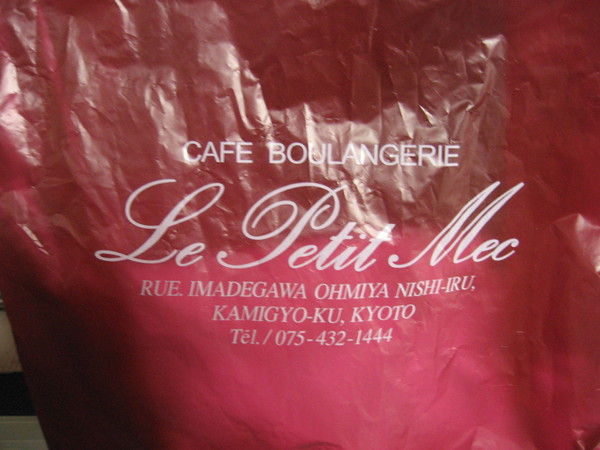 CAFE BOULANGERIE
Le Petit Mec
RUE. IMADEGAWA OHMIYA NISHI-IRU,
KAMIGYO-KU, KYOTO
Tél. / 075-432-1444